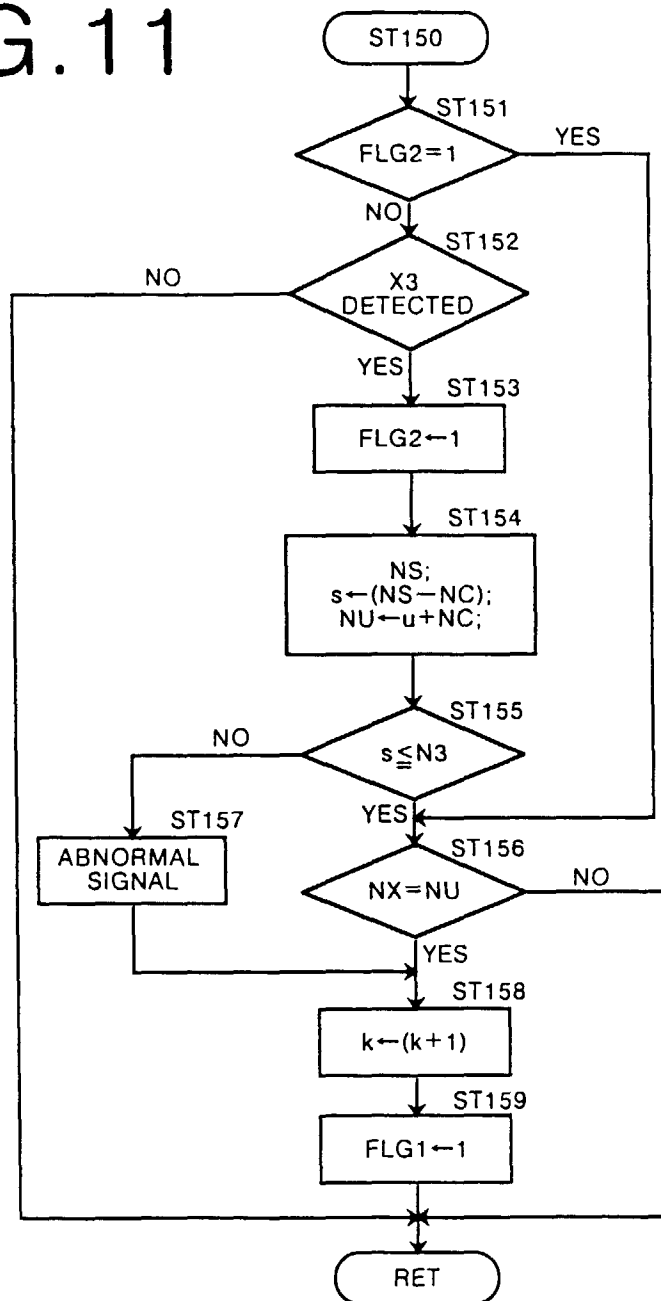 G.11
ST150
ST151
FLG2=1
YES
NO
ST152
X3
DETECTED
NO
YES
ST153
FLG2←1
ST154
NS;
s←(NS−NC);
NU←u+NC;
ST155
s≦N3
NO
YES
ST157
ABNORMAL
SIGNAL
ST156
NX=NU
NO
YES
ST158
k←(k+1)
ST159
FLG1←1
RET